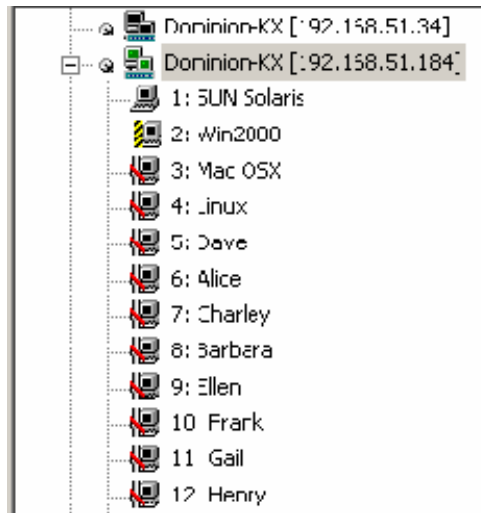 Dominion-KX [192.168.51.34]
Dominion-KX [192.168.51.184]
1: SUN Solaris
2: Win2000
3: Mac OSX
4: Linux
5: Dave
6: Alice
7: Charley
8: Barbara
9: Ellen
10 Frank
11 Gail
12 Henry